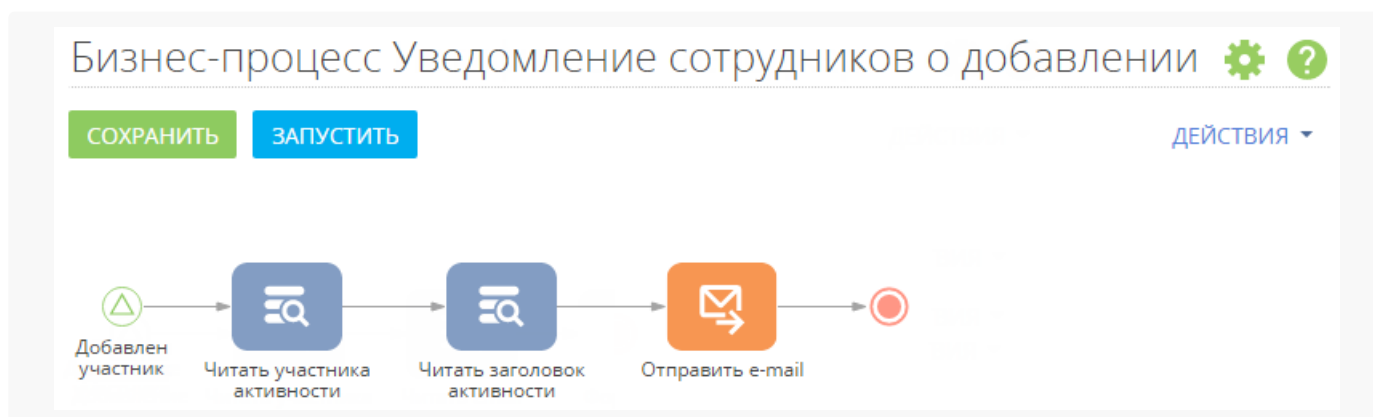 Бизнес-процесс Уведомление сотрудников о добавлении
СОХРАНИТЬ
ЗАПУСТИТЬ
ДЕЙСТВИЯ
Добавлен
участник
Читать участника
активности
Читать заголовок
активности
Отправить e-mail